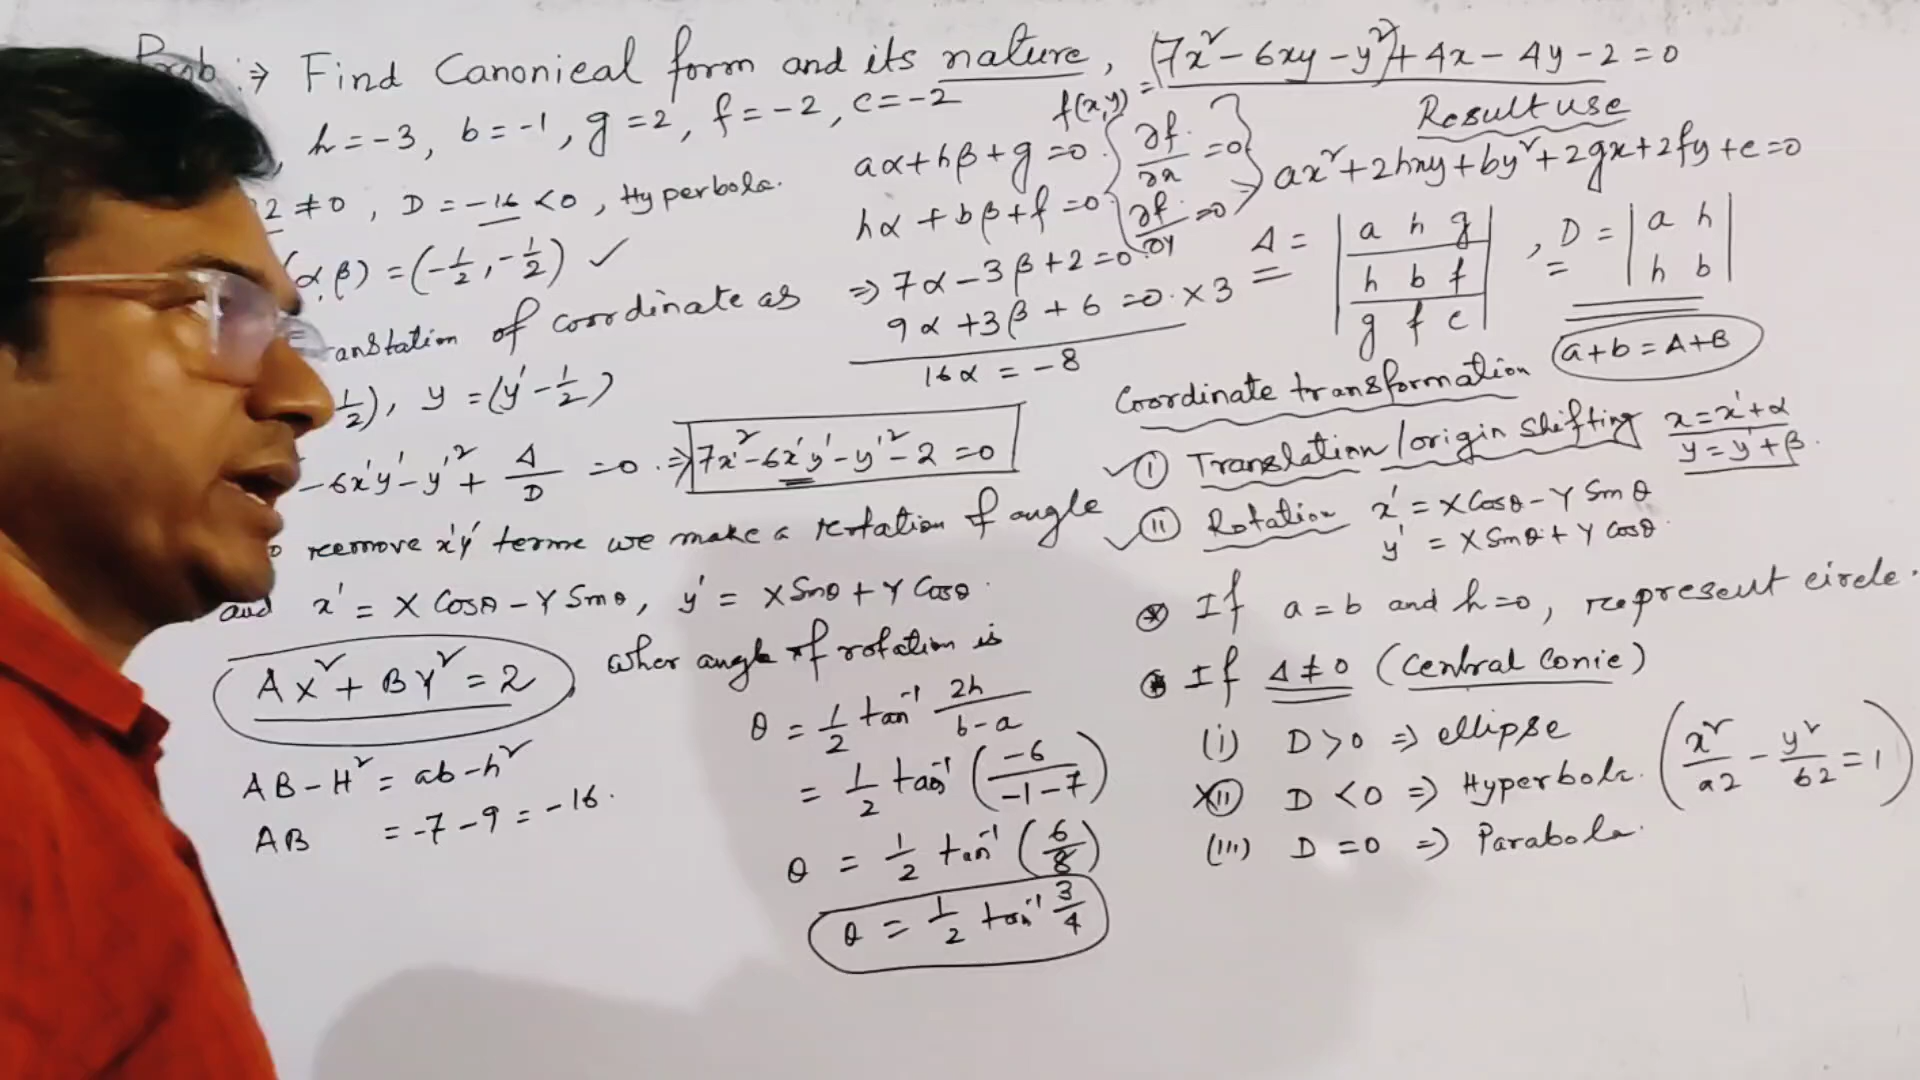 Prob :⇒ Find Canonical form and its nature, (7x² - 6xy - y²) + 4x - 4y - 2 = 0
h = -3, b = -1, g = 2, f = -2, c = -2
2 ≠ 0, D = -16 < 0, Hyperbola.
(α, β) = (-1/2, -1/2) ✓
of coordinate as
1/2), y = (y' - 1/2)
- 6x'y' - y'² + Δ/D = 0 ⇒ 7x'² - 6x'y' - y'² - 2 = 0
remove x'y' term we make a rotation of angle
and x' = X Cosθ - Y Sinθ, y' = X Sinθ + Y Cosθ.
AX² + BY² = 2, wher angle of rotation is
AB - H² = ab - h²
AB = -7 - 9 = -16.
f(x,y) =
aα + hβ + g = 0 . { ∂f/∂x = 0 }
hα + bβ + f = 0 { ∂f/∂y = 0 }
⇒ 7α - 3β + 2 = 0
9α + 3β + 6 = 0 × 3
16α = -8
θ = 1/2 tan⁻¹ 2h/(b - a)
= 1/2 tan⁻¹ (-6/(-1 - 7))
θ = 1/2 tan⁻¹ (6/8)
θ = 1/2 tan⁻¹ 3/4
Result use
⇒ ax² + 2hxy + by² + 2gx + 2fy + c = 0
Δ = | a h g | , D = | a h |
| h b f | | h b |
| g f c |
a + b = A + B
Coordinate transformation
(I) Translation / origin shifting x = x' + α
y = y' + β.
(II) Rotation x' = X Cosθ - Y Sinθ
y' = X Sinθ + Y Cosθ.
If a = b and h = 0, represent circle.
If Δ ≠ 0 (Central Conic)
(i) D > 0 ⇒ ellipse
(ii) D < 0 ⇒ Hyperbola. (x²/a2 - y²/b2 = 1)
(iii) D = 0 ⇒ Parabola.